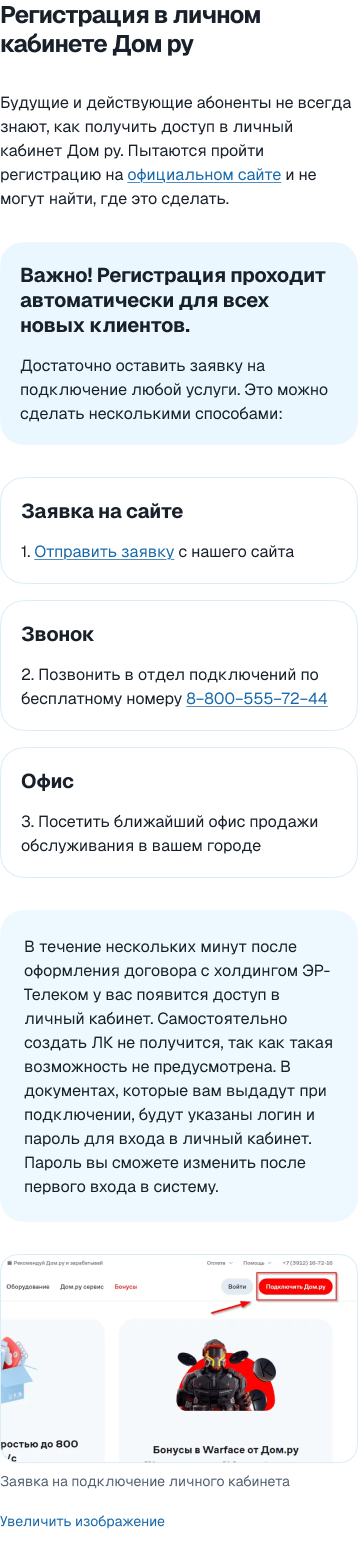 Регистрация в личном
кабинете Дом ру
Будущие и действующие абоненты не всегда
знают, как получить доступ в личный
кабинет Дом ру. Пытаются пройти
регистрацию на официальном сайте и не
могут найти, где это сделать.
Важно! Регистрация проходит
автоматически для всех
новых клиентов.
Достаточно оставить заявку на
подключение любой услуги. Это можно
сделать несколькими способами:
Заявка на сайте
1. Отправить заявку с нашего сайта
Звонок
2. Позвонить в отдел подключений по
бесплатному номеру 8-800-555-72-44
Офис
3. Посетить ближайший офис продажи
обслуживания в вашем городе
В течение нескольких минут после
оформления договора с холдингом ЭР-
Телеком у вас появится доступ в
личный кабинет. Самостоятельно
создать ЛК не получится, так как такая
возможность не предусмотрена. В
документах, которые вам выдадут при
подключении, будут указаны логин и
пароль для входа в личный кабинет.
Пароль вы сможете изменить после
первого входа в систему.
Рекомендуй Дом.ру и зарабатывай Оплата Помощь +7 (3912) 16-72-16
Оборудование Дом.ру сервис Бонусы Войти Подключить Дом.ру
ростью до 800
/с
Бонусы в Warface от Дом.ру
Заявка на подключение личного кабинета
Увеличить изображение